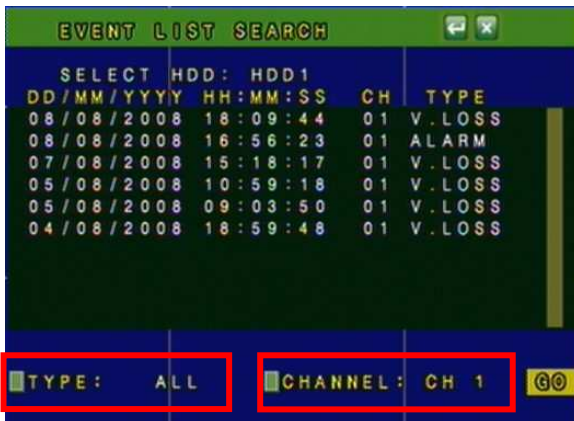 EVENT LIST SEARCH
SELECT HDD: HDD1
DD/MM/YYYY HH:MM:SS CH TYPE
08/08/2008 18:09:44 01 V.LOSS
08/08/2008 16:56:23 01 ALARM
07/08/2008 15:18:17 01 V.LOSS
05/08/2008 10:59:18 01 V.LOSS
05/08/2008 09:03:50 01 V.LOSS
04/08/2008 18:59:48 01 V.LOSS
TYPE: ALL CHANNEL: CH 1 GO